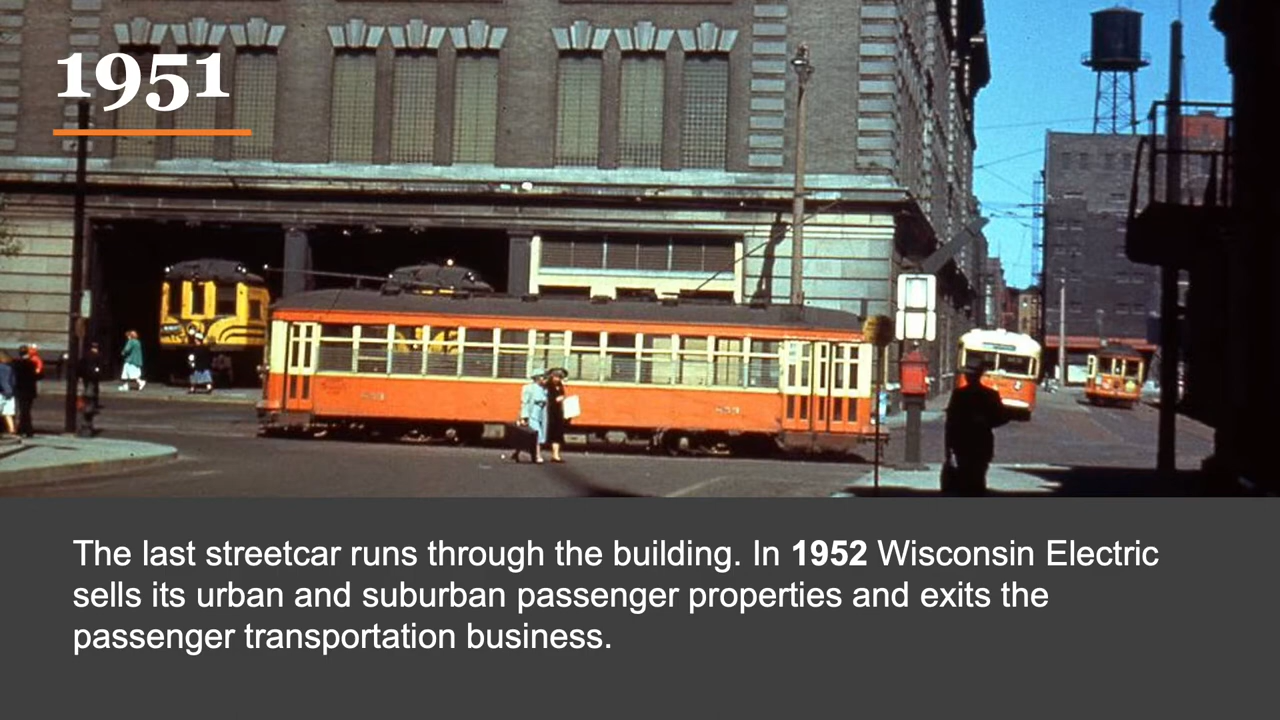 1951
The last streetcar runs through the building. In 1952 Wisconsin Electric
sells its urban and suburban passenger properties and exits the
passenger transportation business.